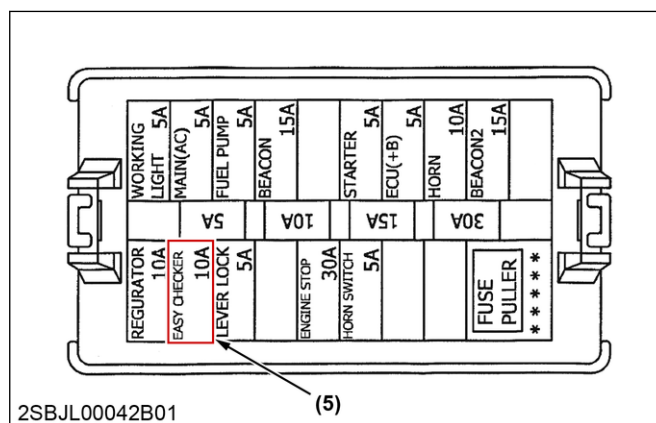 WORKING
LIGHT 5A
MAIN(AC) 5A
FUEL PUMP 5A
BEACON 15A
STARTER 5A
ECU(+B) 5A
HORN 10A
BEACON2 15A
5A
10A
15A
30A
REGURATOR 10A
EASY CHECKER 10A
LEVER LOCK 5A
ENGINE STOP 30A
HORN SWITCH 5A
FUSE
PULLER
*****
(5)
2SBJL00042B01